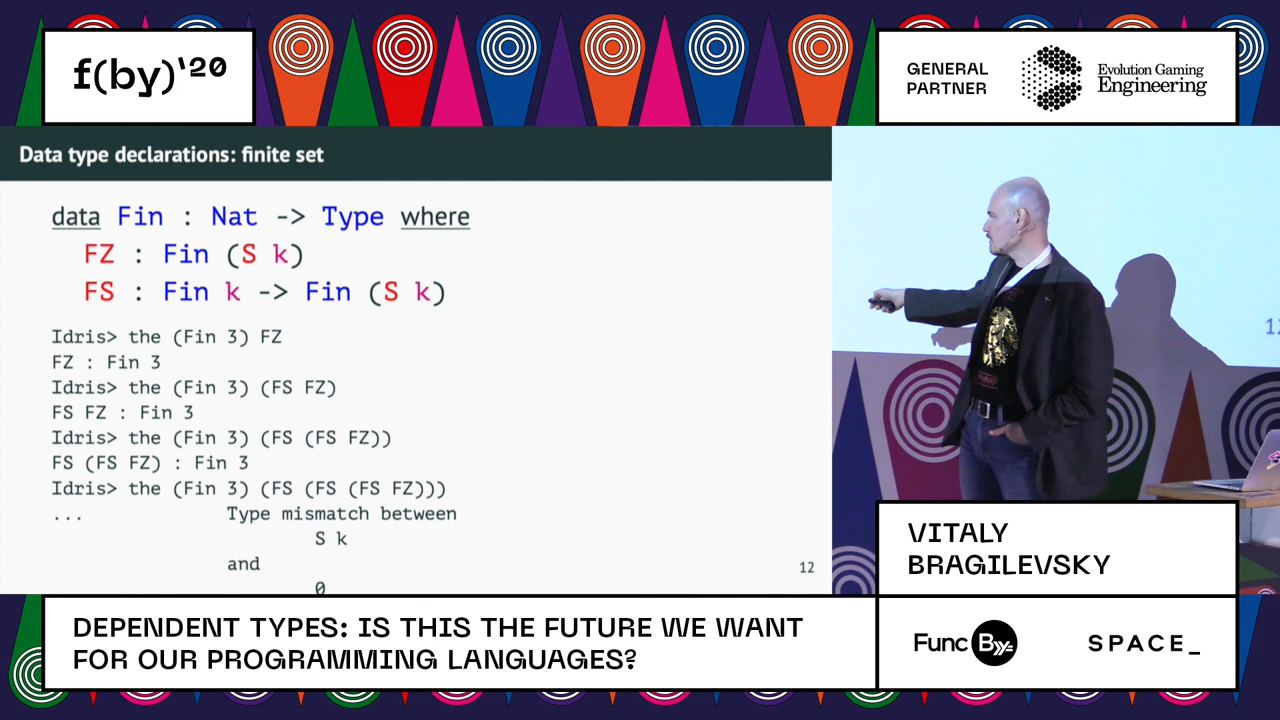 f(by)'20
GENERAL
PARTNER
Evolution Gaming
Engineering
Data type declarations: finite set
data Fin : Nat -> Type where
FZ : Fin (S k)
FS : Fin k -> Fin (S k)
Idris> the (Fin 3) FZ
FZ : Fin 3
Idris> the (Fin 3) (FS FZ)
FS FZ : Fin 3
Idris> the (Fin 3) (FS (FS FZ))
FS (FS FZ) : Fin 3
Idris> the (Fin 3) (FS (FS (FS FZ)))
... Type mismatch between
S k
and
0
12
12
VITALY
BRAGILEVSKY
DEPENDENT TYPES: IS THIS THE FUTURE WE WANT
FOR OUR PROGRAMMING LANGUAGES?
Func By
SPACE_